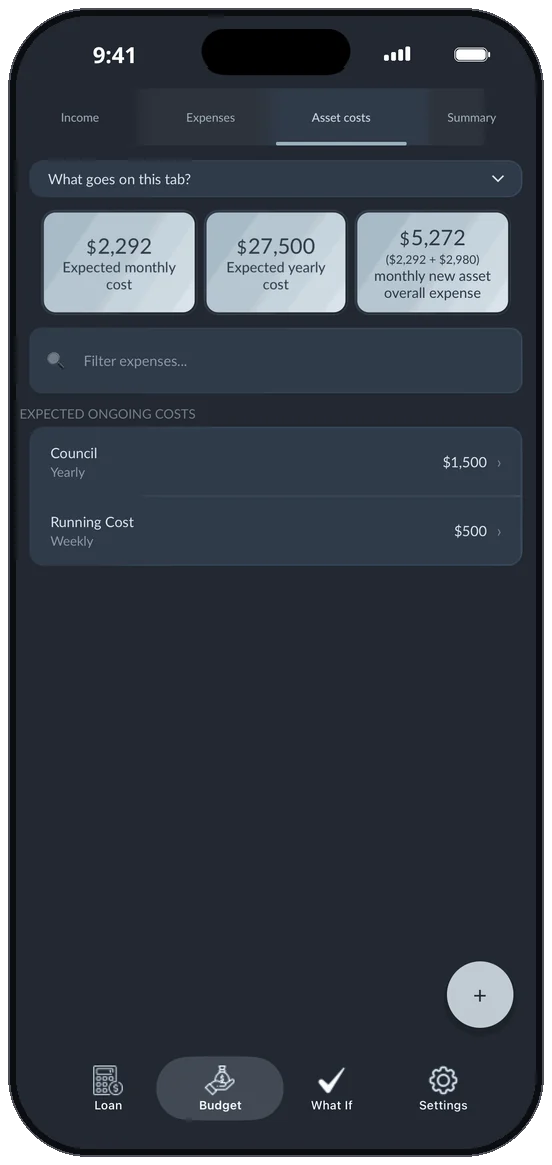 9:41
Income Expenses Asset costs Summary
What goes on this tab?
$2,292
Expected monthly
cost
$27,500
Expected yearly
cost
$5,272
($2,292 + $2,980)
monthly new asset
overall expense
Filter expenses...
EXPECTED ONGOING COSTS
Council
Yearly
$1,500 ›
Running Cost
Weekly
$500 ›
+
Loan Budget What If Settings